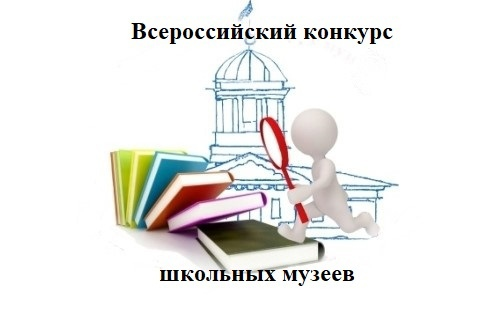 Всероссийский конкурс
школьных музеев